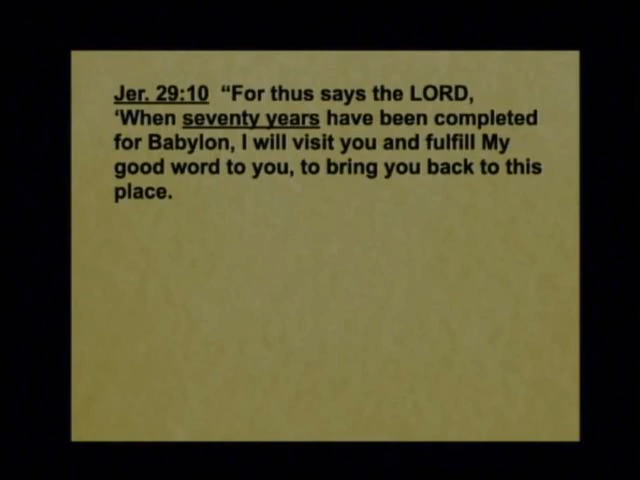 Jer. 29:10 “For thus says the LORD,
‘When seventy years have been completed
for Babylon, I will visit you and fulfill My
good word to you, to bring you back to this
place.